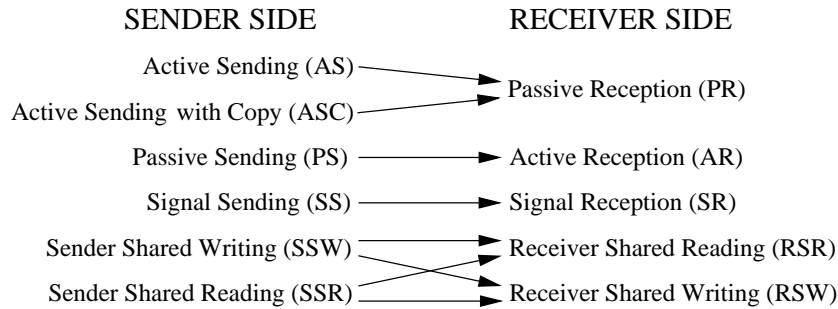 SENDER SIDE
RECEIVER SIDE
Active Sending (AS)
Passive Reception (PR)
Active Sending with Copy (ASC)
Passive Sending (PS)
Active Reception (AR)
Signal Sending (SS)
Signal Reception (SR)
Sender Shared Writing (SSW)
Receiver Shared Reading (RSR)
Sender Shared Reading (SSR)
Receiver Shared Writing (RSW)